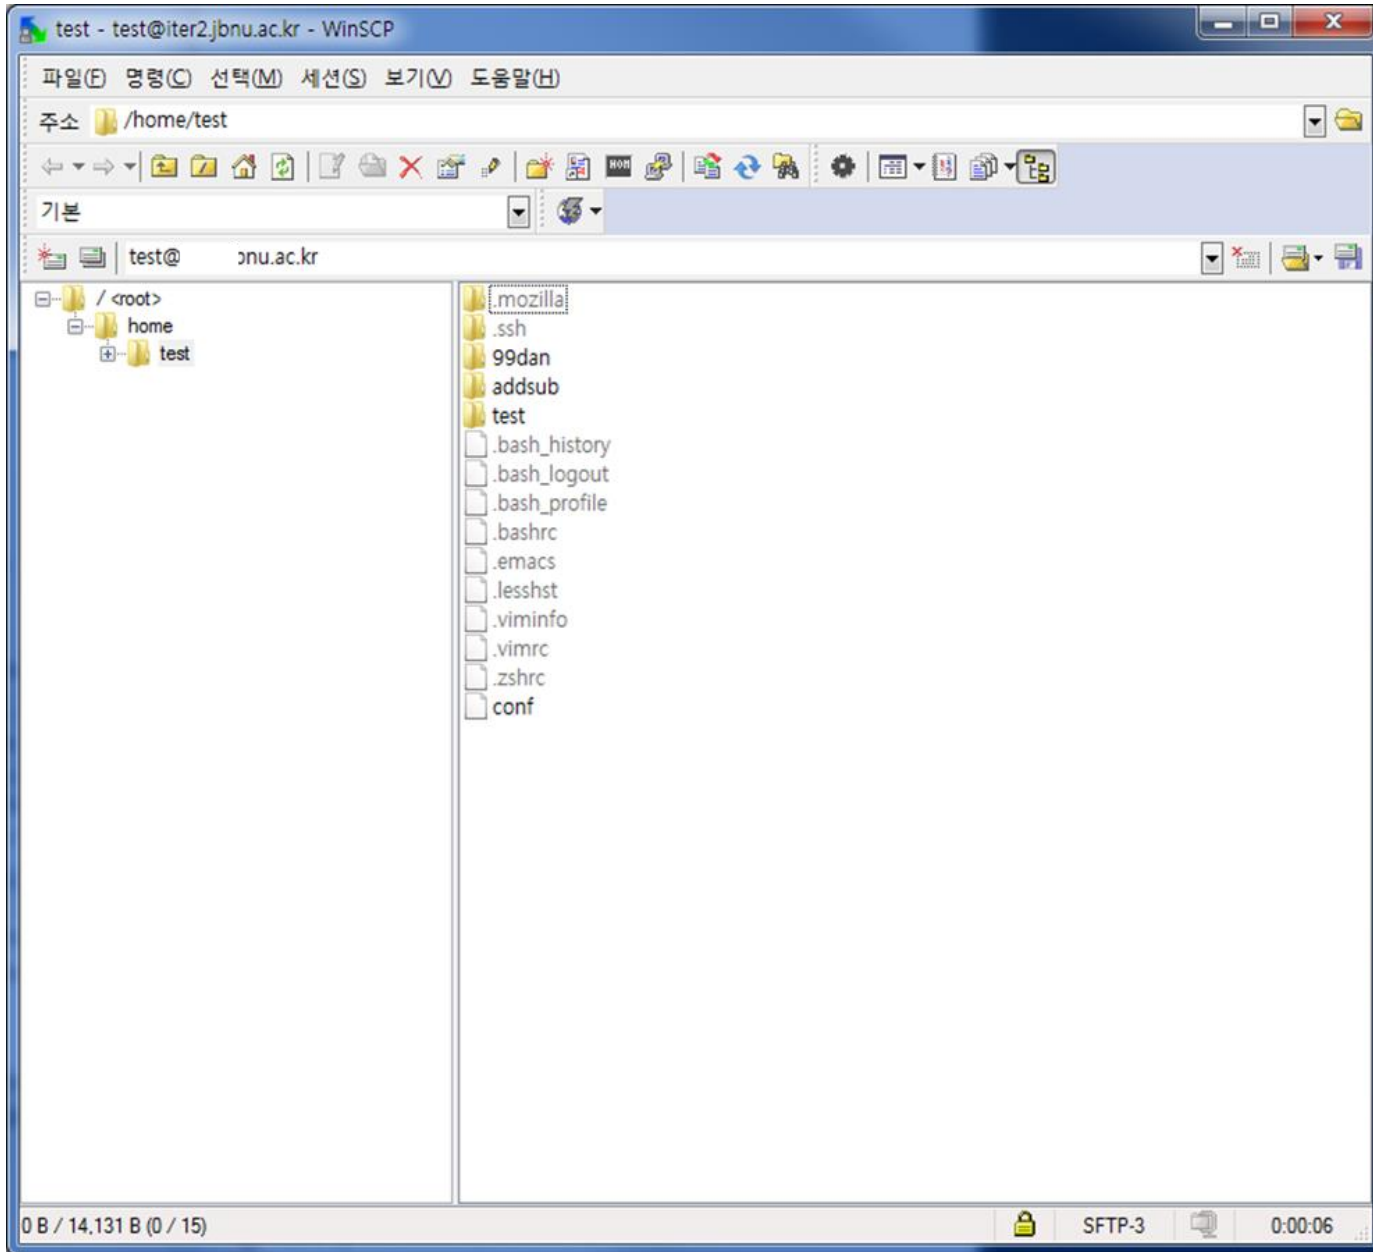 test - test@iter2.jbnu.ac.kr - WinSCP
파일(F) 명령(C) 선택(M) 세션(S) 보기(V) 도움말(H)
주소 /home/test
기본
test@ bnu.ac.kr
/ <root>
home
test
.mozilla
.ssh
99dan
addsub
test
.bash_history
.bash_logout
.bash_profile
.bashrc
.emacs
.lesshst
.viminfo
.vimrc
.zshrc
conf
0 B / 14,131 B (0 / 15) SFTP-3 0:00:06